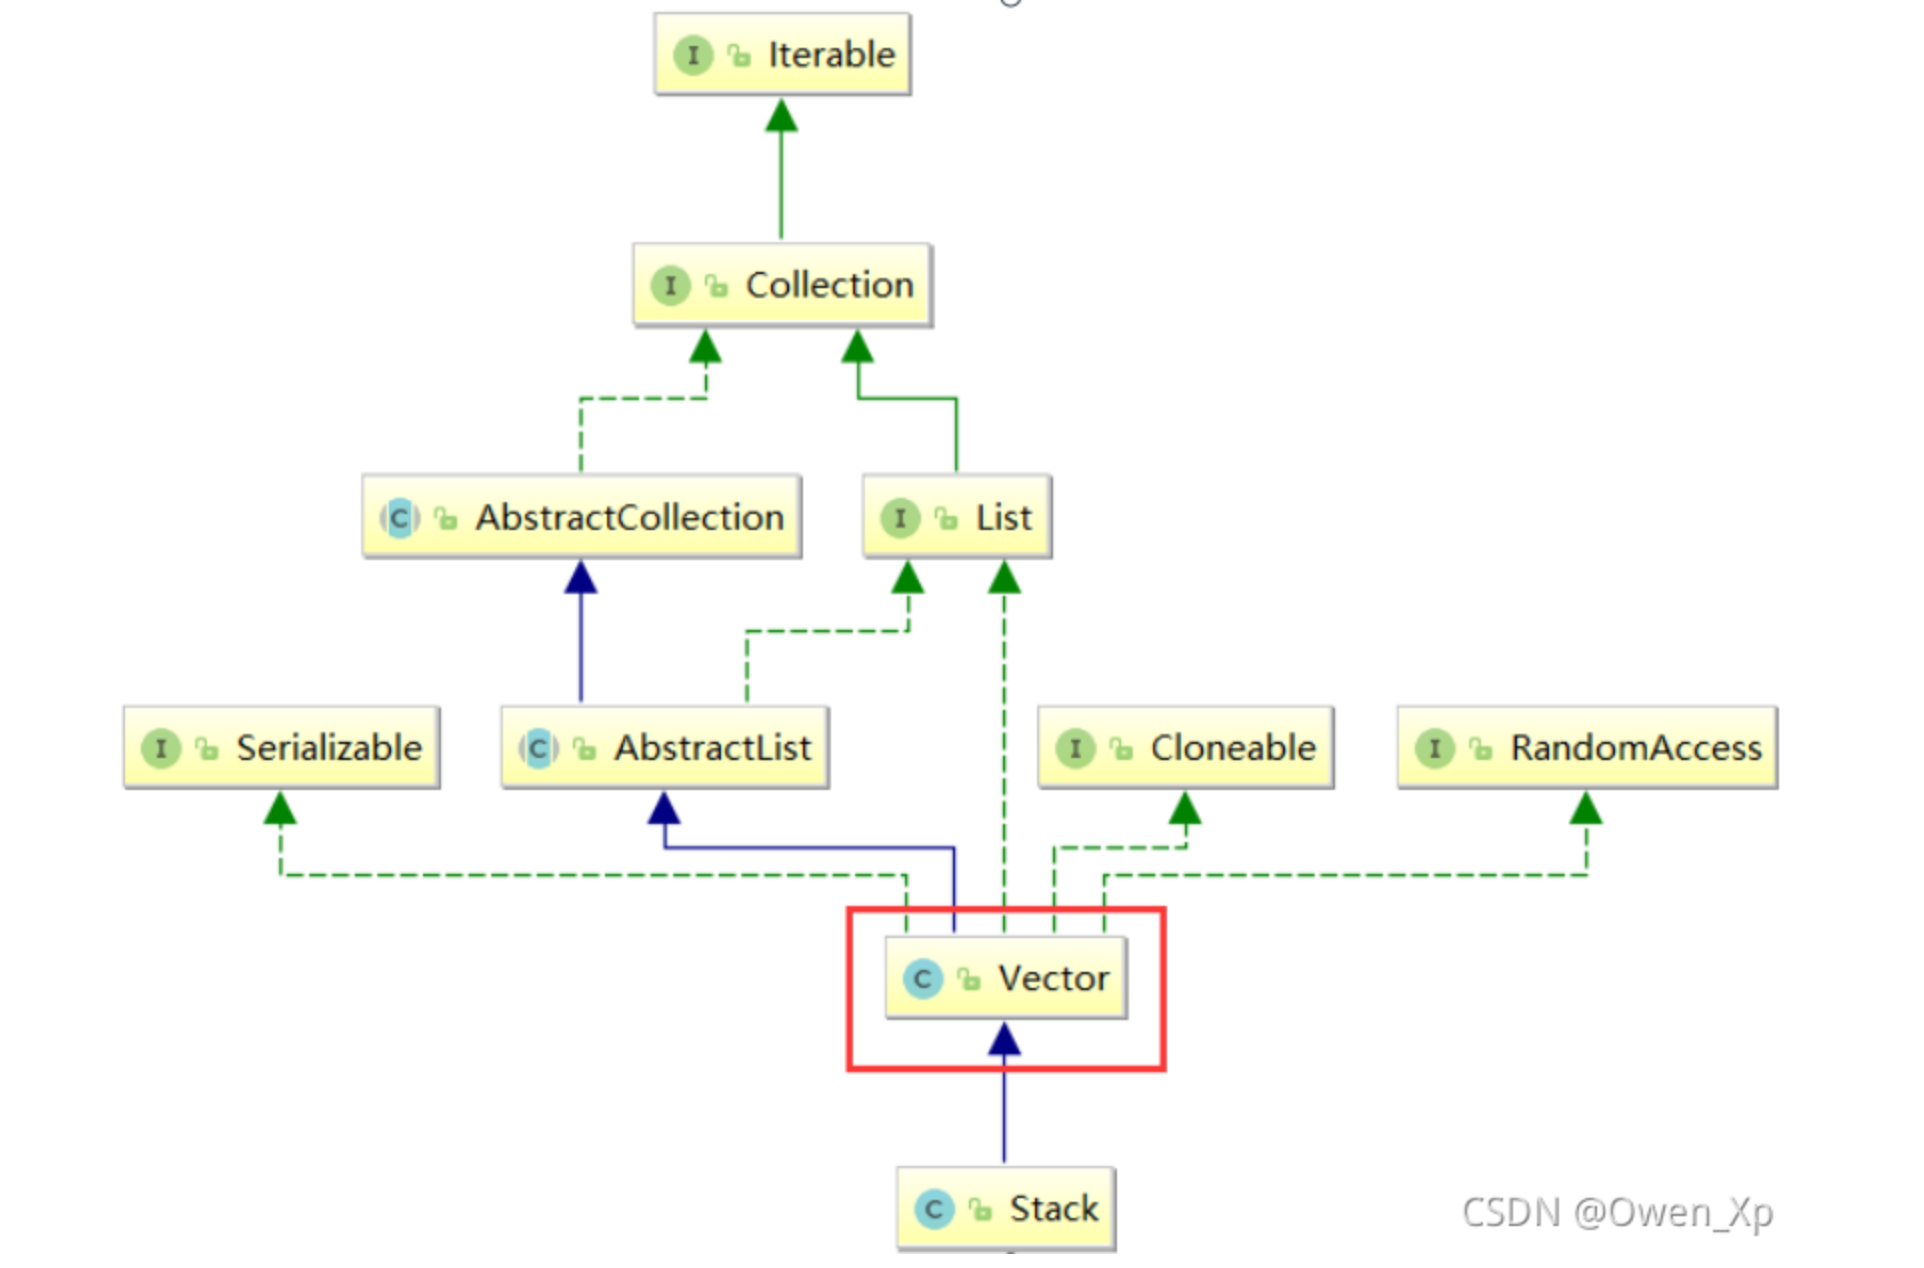 I Iterable
I Collection
C AbstractCollection
I List
I Serializable
C AbstractList
I Cloneable
I RandomAccess
C Vector
C Stack
CSDN @Owen_Xp